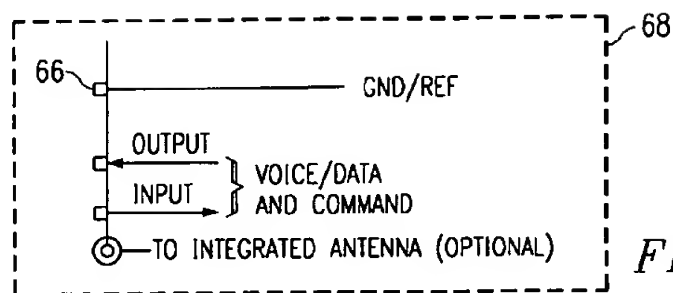 68
66
GND/REF
OUTPUT
VOICE/DATA
INPUT
AND COMMAND
TO INTEGRATED ANTENNA (OPTIONAL)